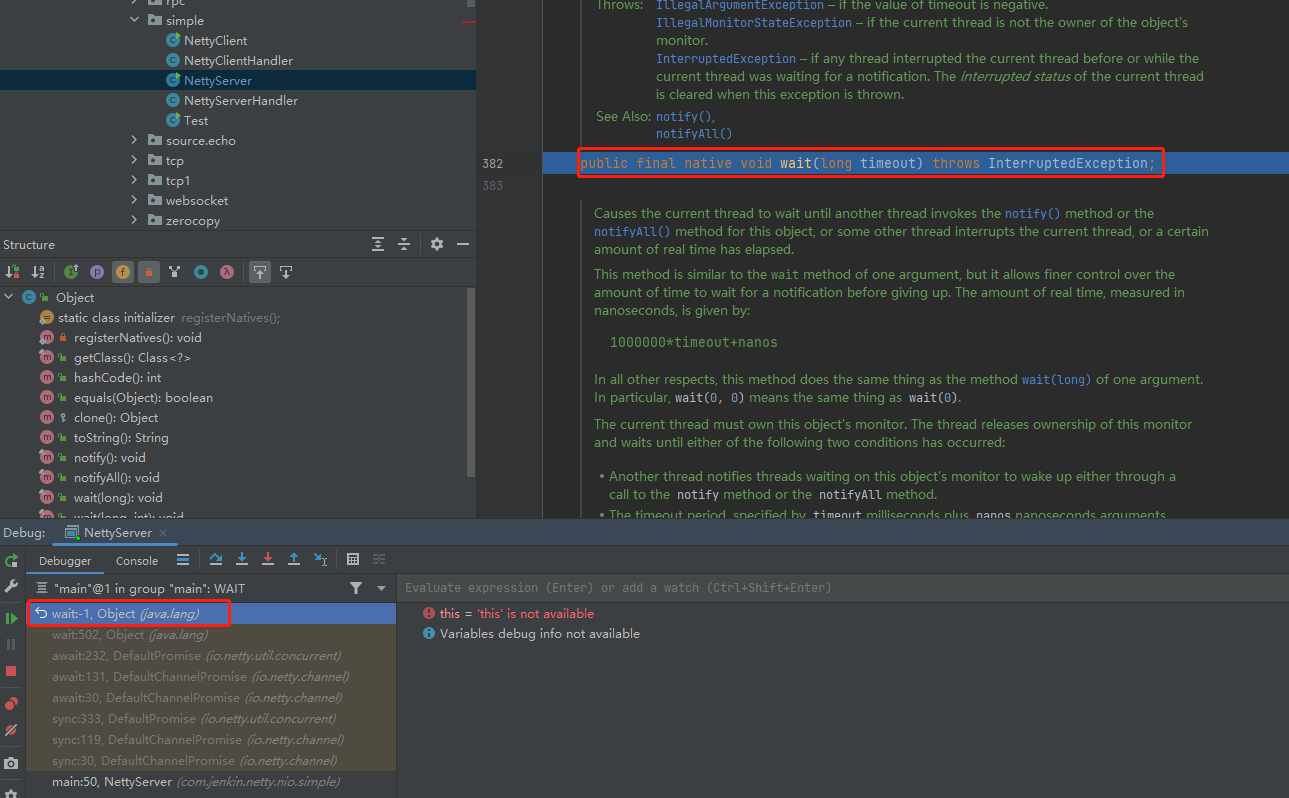 rpc
simple
NettyClient
NettyClientHandler
NettyServer
NettyServerHandler
Test
source.echo
tcp
tcp1
websocket
zerocopy
Structure
Object
static class initializer registerNatives();
registerNatives(): void
getClass(): Class<?>
hashCode(): int
equals(Object): boolean
clone(): Object
toString(): String
notify(): void
notifyAll(): void
wait(long): void
wait(long, int): void
Throws: IllegalArgumentException – if the value of timeout is negative.
IllegalMonitorStateException – if the current thread is not the owner of the object's
monitor.
InterruptedException – if any thread interrupted the current thread before or while the
current thread was waiting for a notification. The interrupted status of the current thread
is cleared when this exception is thrown.
See Also: notify(),
notifyAll()
382 public final native void wait(long timeout) throws InterruptedException;
383
Causes the current thread to wait until another thread invokes the notify() method or the
notifyAll() method for this object, or some other thread interrupts the current thread, or a certain
amount of real time has elapsed.
This method is similar to the wait method of one argument, but it allows finer control over the
amount of time to wait for a notification before giving up. The amount of real time, measured in
nanoseconds, is given by:
1000000*timeout+nanos
In all other respects, this method does the same thing as the method wait(long) of one argument.
In particular, wait(0, 0) means the same thing as wait(0).
The current thread must own this object's monitor. The thread releases ownership of this monitor
and waits until either of the following two conditions has occurred:
• Another thread notifies threads waiting on this object's monitor to wake up either through a
call to the notify method or the notifyAll method.
• The timeout period, specified by timeout milliseconds plus nanos nanoseconds arguments
Debug: NettyServer
Debugger Console
"main"@1 in group "main": WAIT
wait:-1, Object (java.lang)
wait:502, Object (java.lang)
await:232, DefaultPromise (io.netty.util.concurrent)
await:131, DefaultChannelPromise (io.netty.channel)
await:30, DefaultChannelPromise (io.netty.channel)
sync:333, DefaultPromise (io.netty.util.concurrent)
sync:119, DefaultChannelPromise (io.netty.channel)
sync:30, DefaultChannelPromise (io.netty.channel)
main:50, NettyServer (com.jenkin.netty.nio.simple)
Evaluate expression (Enter) or add a watch (Ctrl+Shift+Enter)
this = 'this' is not available
Variables debug info not available